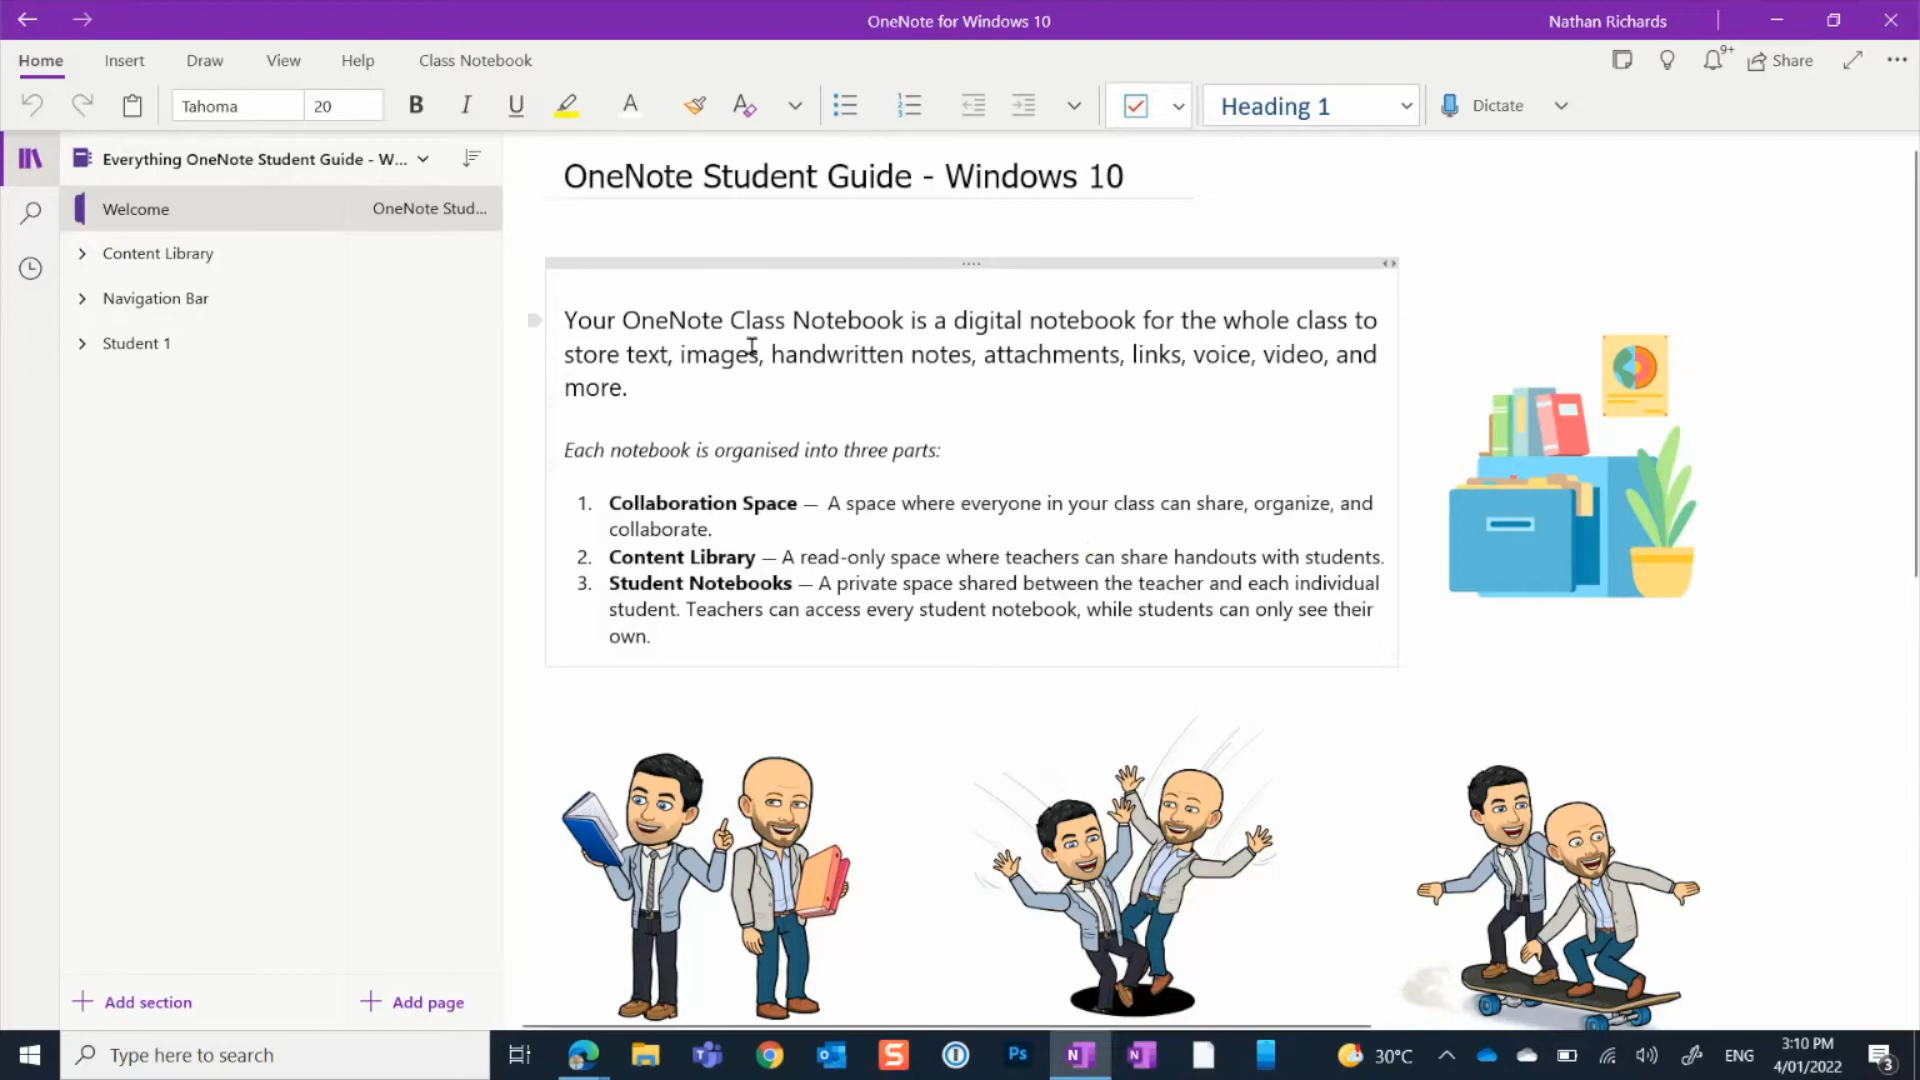 OneNote for Windows 10
Nathan Richards
Home Insert Draw View Help Class Notebook
9+
Share
Tahoma 20 B I U A A Heading 1 Dictate
Everything OneNote Student Guide - W...
Welcome
OneNote Stud...
Content Library
Navigation Bar
Student 1
OneNote Student Guide - Windows 10
Your OneNote Class Notebook is a digital notebook for the whole class to
store text, images, handwritten notes, attachments, links, voice, video, and
more.
Each notebook is organised into three parts:
1. Collaboration Space — A space where everyone in your class can share, organize, and
collaborate.
2. Content Library — A read-only space where teachers can share handouts with students.
3. Student Notebooks — A private space shared between the teacher and each individual
student. Teachers can access every student notebook, while students can only see their
own.
Add section
Add page
Type here to search
S
Ps
N
N
30°C
ENG
3:10 PM
4/01/2022
3